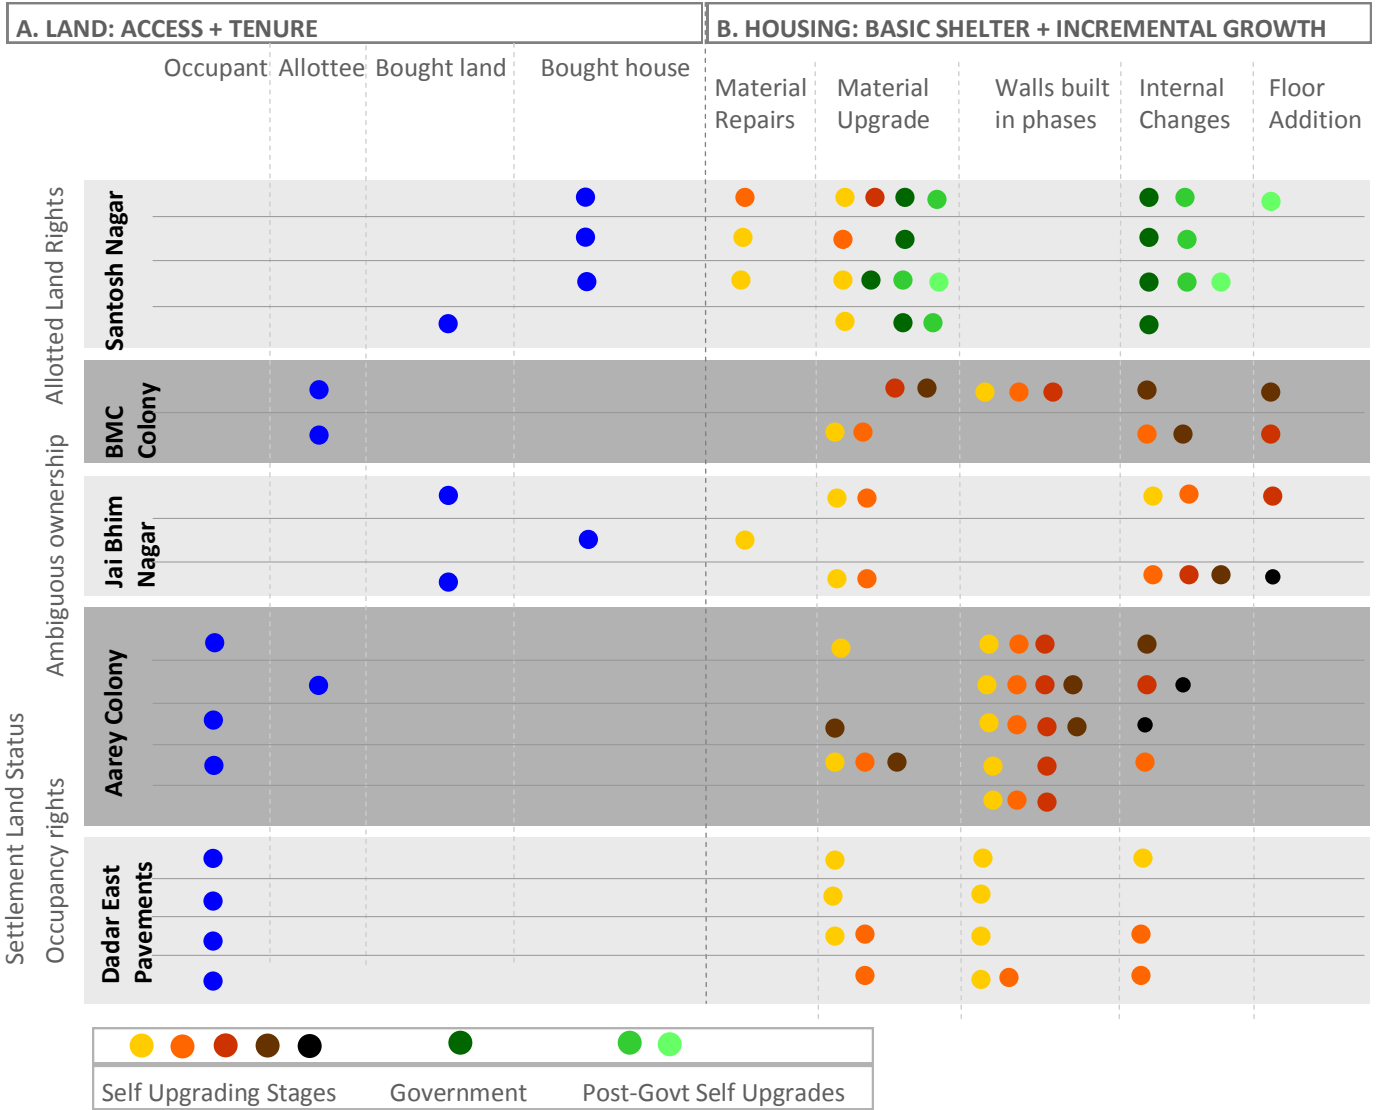 A. LAND: ACCESS + TENURE
B. HOUSING: BASIC SHELTER + INCREMENTAL GROWTH
Occupant
Allottee
Bought land
Bought house
Material
Repairs
Material
Upgrade
Walls built
in phases
Internal
Changes
Floor
Addition
Settlement Land Status
Allotted Land Rights
Ambiguous ownership
Occupancy rights
Santosh Nagar
BMC
Colony
Jai Bhim
Nagar
Aarey Colony
Dadar East
Pavements
Self Upgrading Stages
Government
Post-Govt Self Upgrades